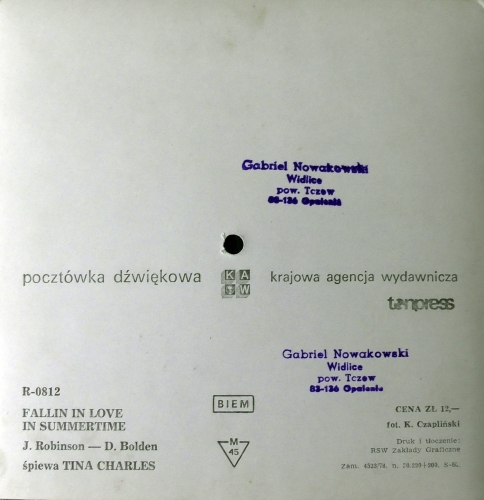 Gabriel Nowakowski
Widlice
pow. Tczew
83-136 Opalenie
pocztówka dźwiękowa
KAW
krajowa agencja wydawnicza
tonpress
Gabriel Nowakowski
Widlice
pow. Tczew
83-136 Opalenie
R-0812
FALLIN IN LOVE
IN SUMMERTIME
J. Robinson — D. Bolden
śpiewa TINA CHARLES
BIEM
M
45
CENA ZŁ 12,—
fot. K. Czapliński
Druk i tłoczenie:
RSW Zakłady Graficzne
Zam.